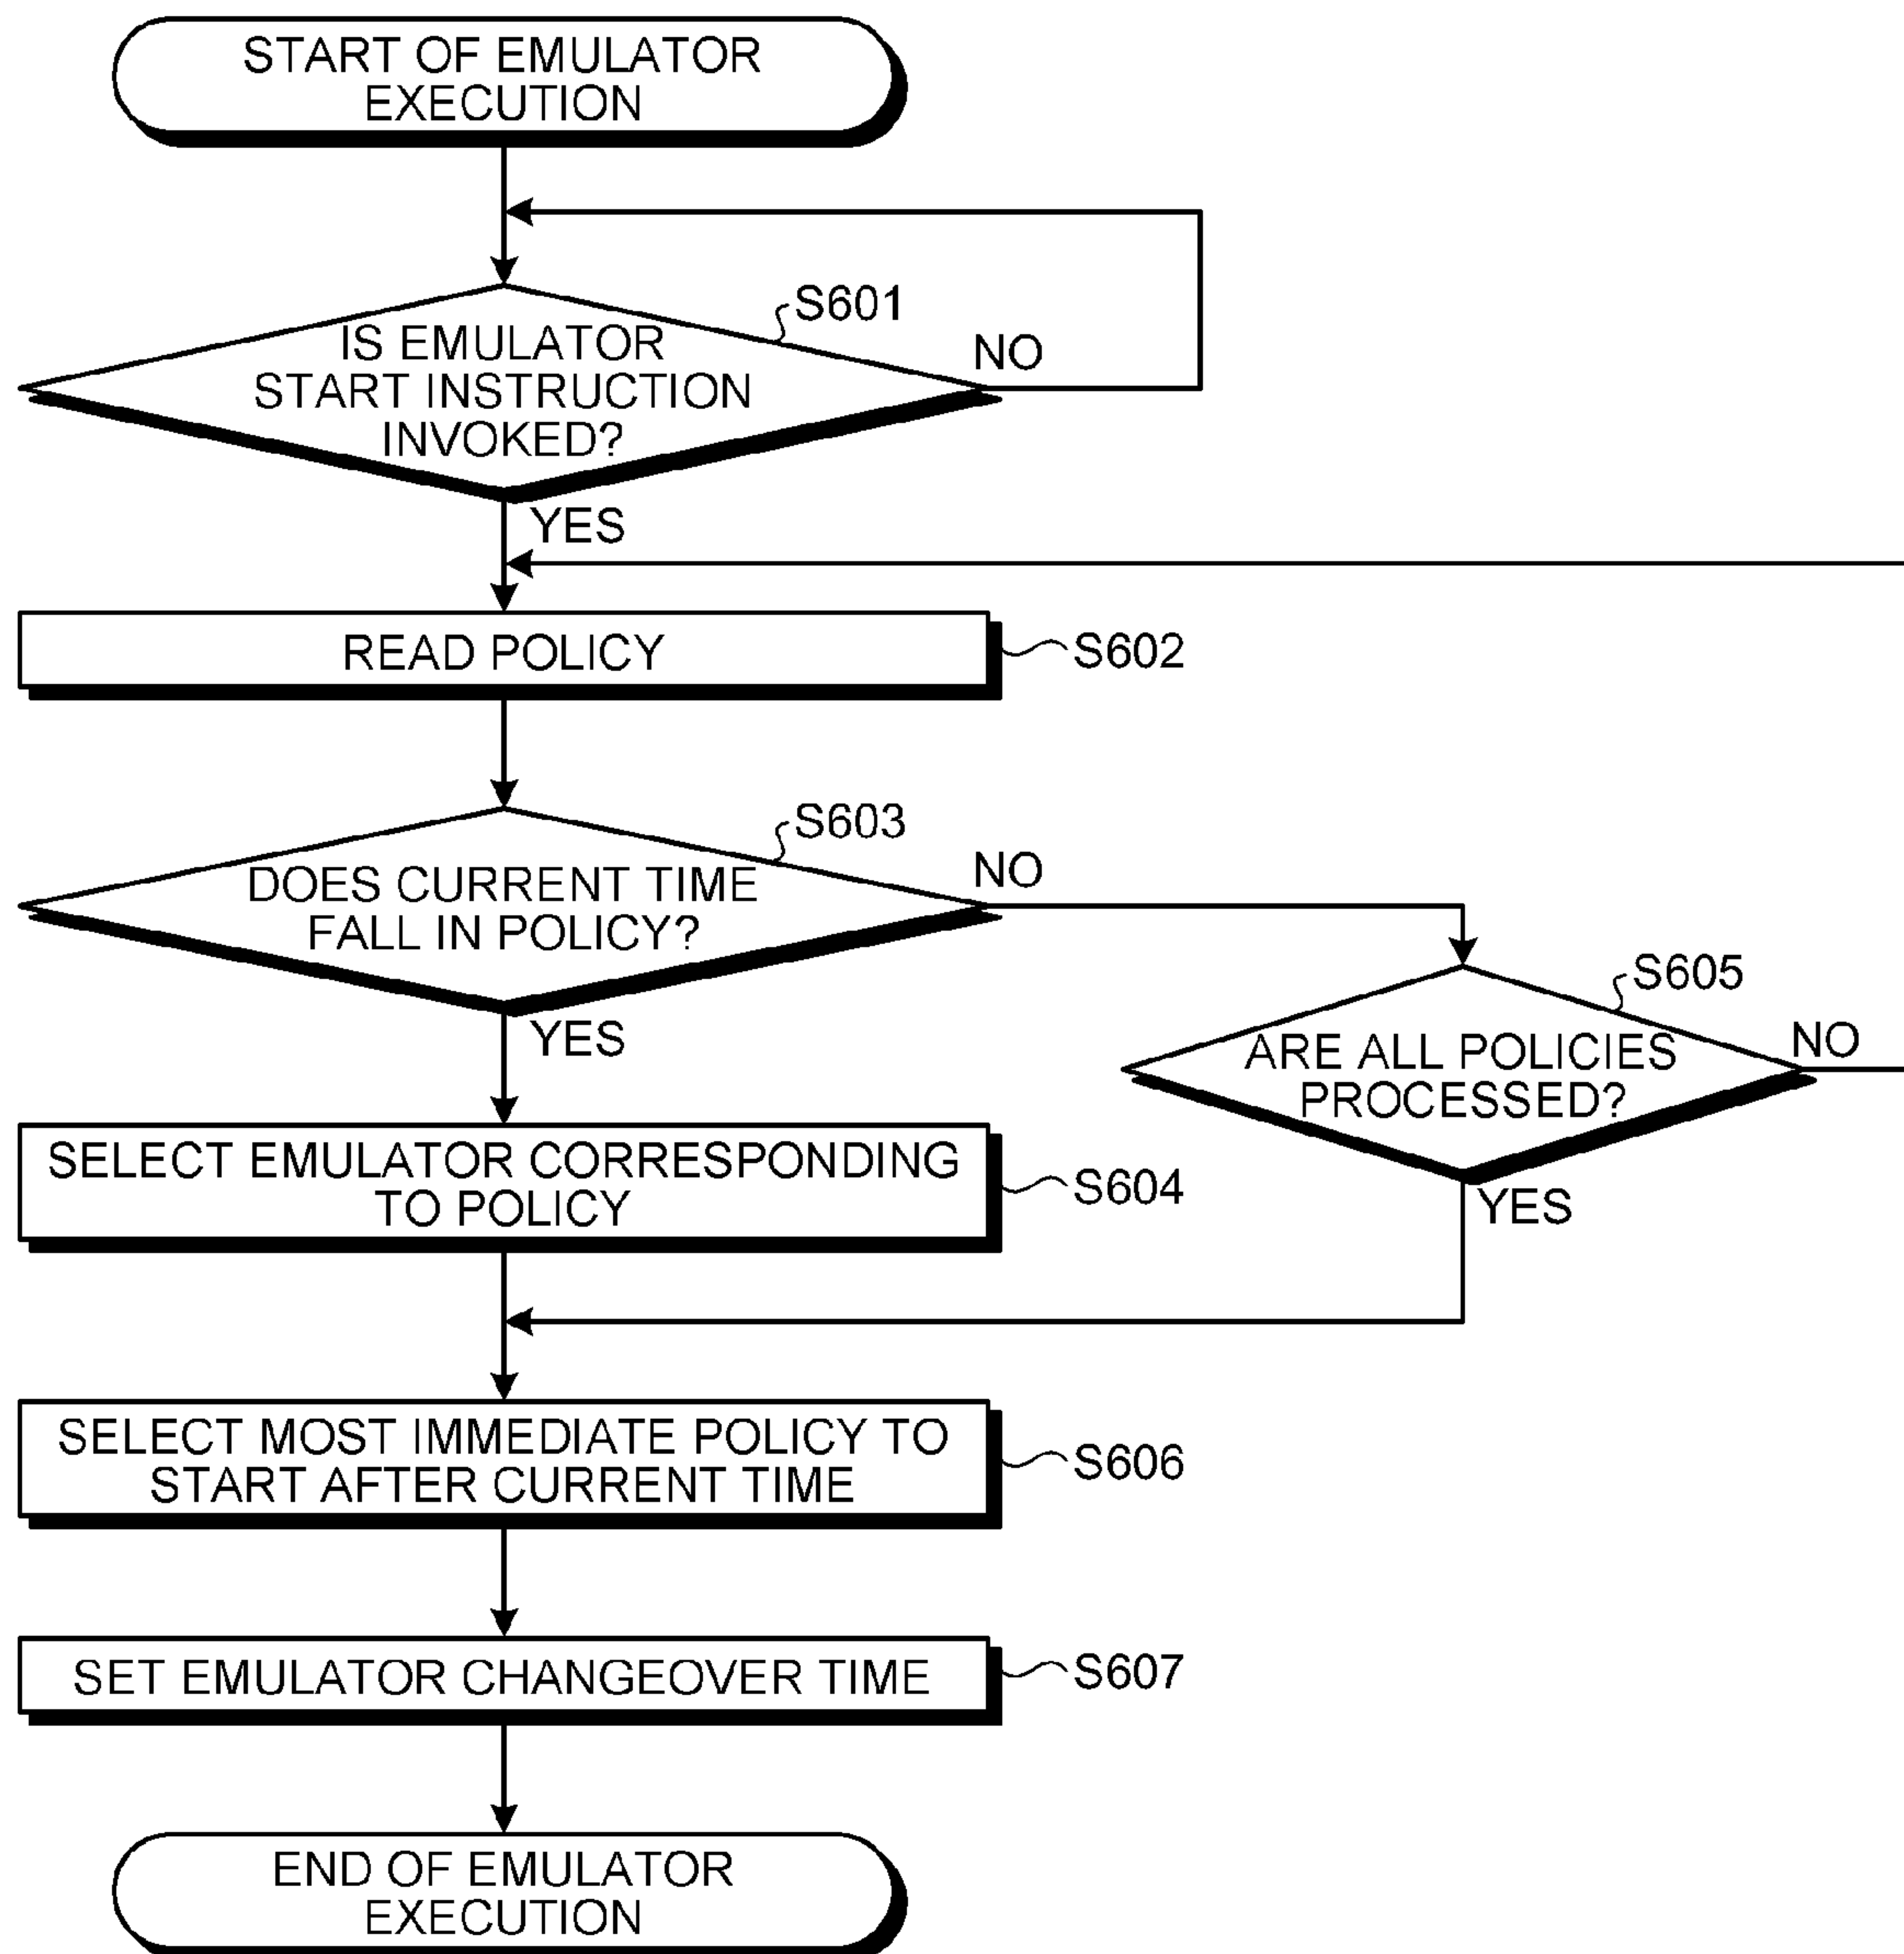 START OF EMULATOR
EXECUTION
S601
IS EMULATOR
START INSTRUCTION
INVOKED?
NO
YES
READ POLICY
S602
S603
DOES CURRENT TIME
FALL IN POLICY?
NO
YES
S605
ARE ALL POLICIES
PROCESSED?
NO
YES
SELECT EMULATOR CORRESPONDING
TO POLICY
S604
SELECT MOST IMMEDIATE POLICY TO
START AFTER CURRENT TIME
S606
SET EMULATOR CHANGEOVER TIME
S607
END OF EMULATOR
EXECUTION